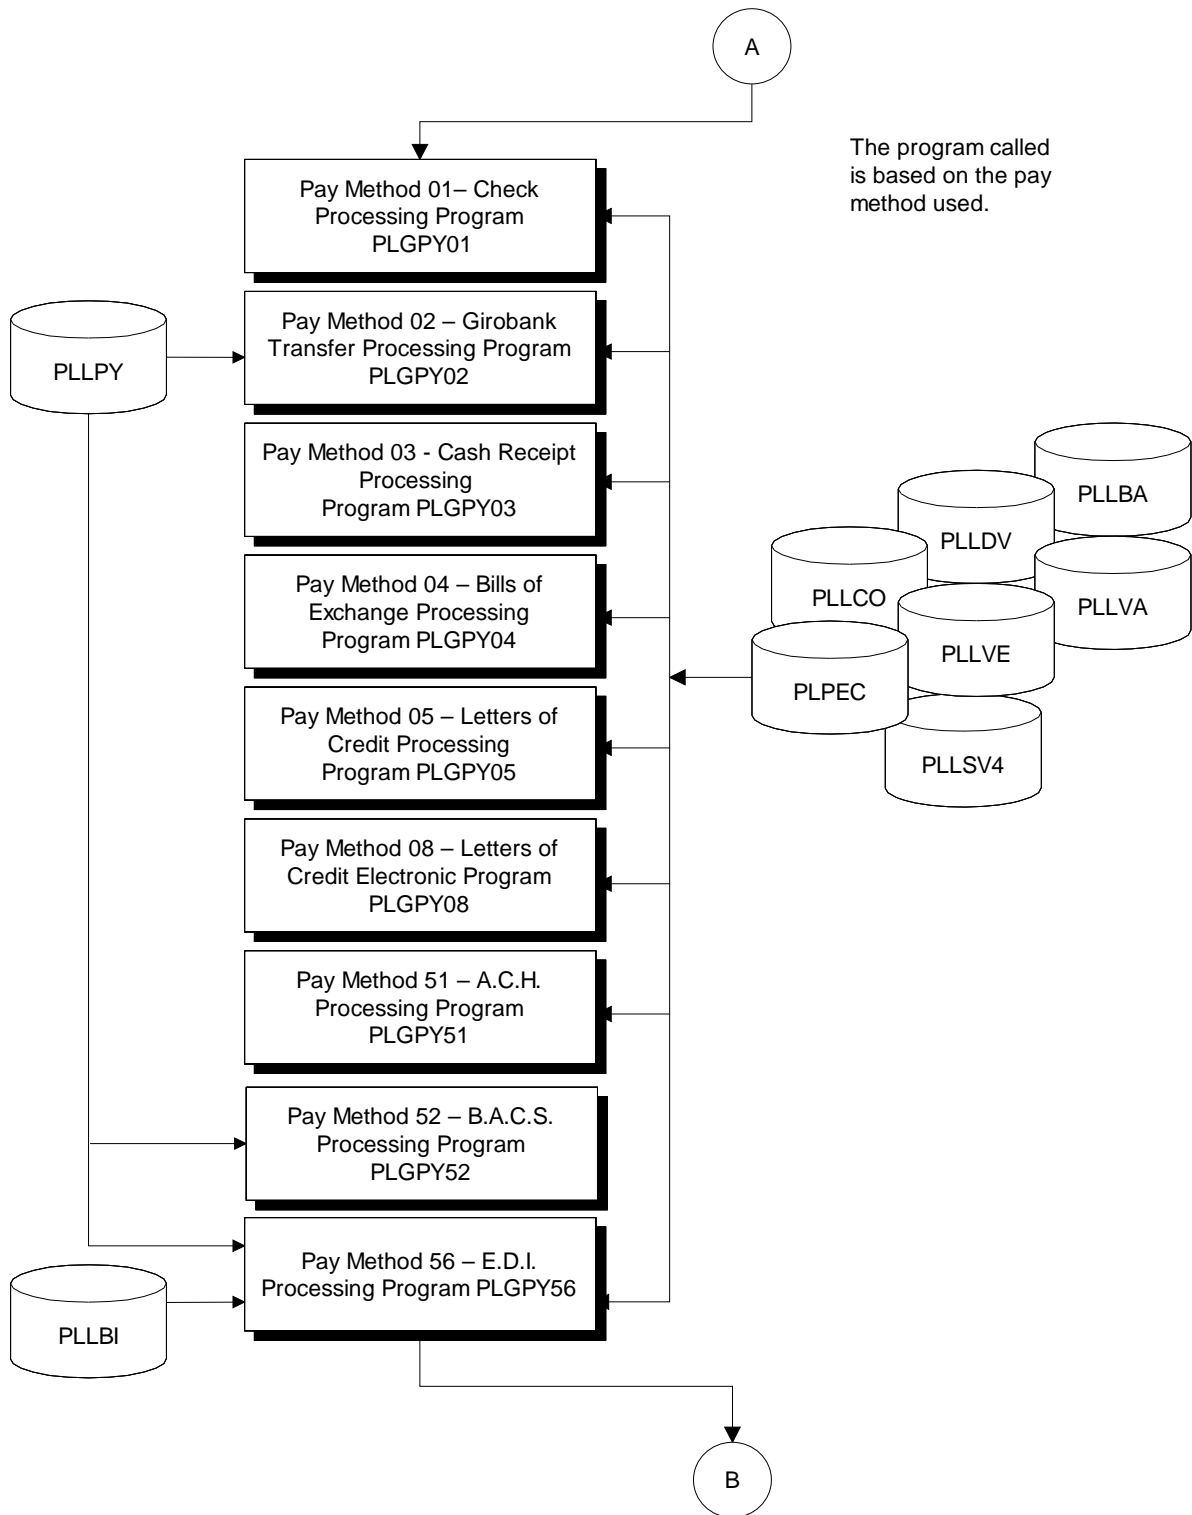 A
The program called
is based on the pay
method used.
Pay Method 01– Check
Processing Program
PLGPY01
Pay Method 02 – Girobank
Transfer Processing Program
PLGPY02
PLLPY
Pay Method 03 - Cash Receipt
Processing
Program PLGPY03
PLLBA
PLLDV
PLLCO
PLLVA
PLLVE
PLPEC
PLLSV4
Pay Method 04 – Bills of
Exchange Processing
Program PLGPY04
Pay Method 05 – Letters of
Credit Processing
Program PLGPY05
Pay Method 08 – Letters of
Credit Electronic Program
PLGPY08
Pay Method 51 – A.C.H.
Processing Program
PLGPY51
Pay Method 52 – B.A.C.S.
Processing Program
PLGPY52
Pay Method 56 – E.D.I.
Processing Program PLGPY56
PLLBI
B